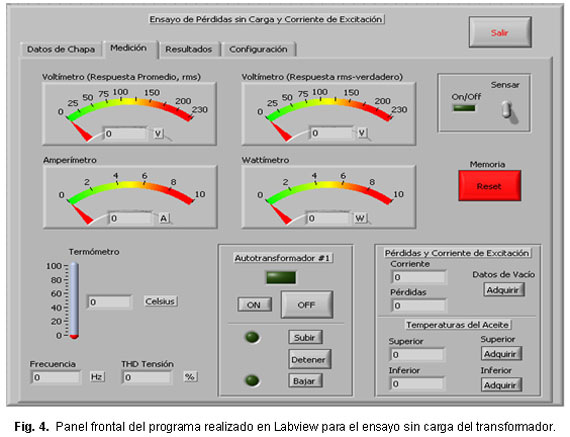 Ensayo de Pérdidas sin Carga y Corriente de Excitación
Salir
Datos de Chapa
Medición
Resultados
Configuración
Voltímetro (Respuesta Promedio, rms)
0 25 50 75 100 150 200 230
0 V
Voltímetro (Respuesta rms-verdadero)
0 25 50 75 100 150 200 230
0 V
Sensar
On/Off
Amperímetro
0 2 4 6 8 10
0 A
Wattímetro
0 2 4 6 8 10
0 W
Memoria
Reset
Termómetro
100
80
60
40
20
0
0 Celsius
Frecuencia
0 Hz
THD Tensión
0 %
Autotransformador #1
ON OFF
Subir
Detener
Bajar
Pérdidas y Corriente de Excitación
Corriente
0
Pérdidas
0
Datos de Vacío
Adquirir
Temperaturas del Aceite
Superior
0
Superior
Adquirir
Inferior
0
Inferior
Adquirir
Fig. 4. Panel frontal del programa realizado en Labview para el ensayo sin carga del transformador.